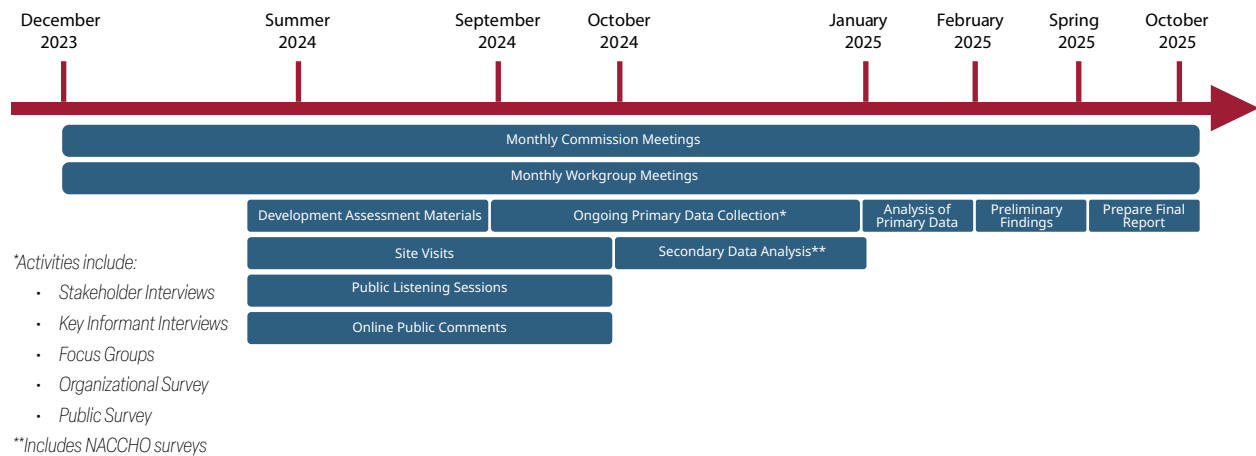 December
2023
Summer
2024
September
2024
October
2024
January
2025
February
2025
Spring
2025
October
2025
Monthly Commission Meetings
Monthly Workgroup Meetings
Development Assessment Materials
Ongoing Primary Data Collection*
Analysis of
Primary Data
Preliminary
Findings
Prepare Final
Report
Site Visits
Secondary Data Analysis**
Public Listening Sessions
Online Public Comments
*Activities include:
• Stakeholder Interviews
• Key Informant Interviews
• Focus Groups
• Organizational Survey
• Public Survey
**Includes NACCHO surveys